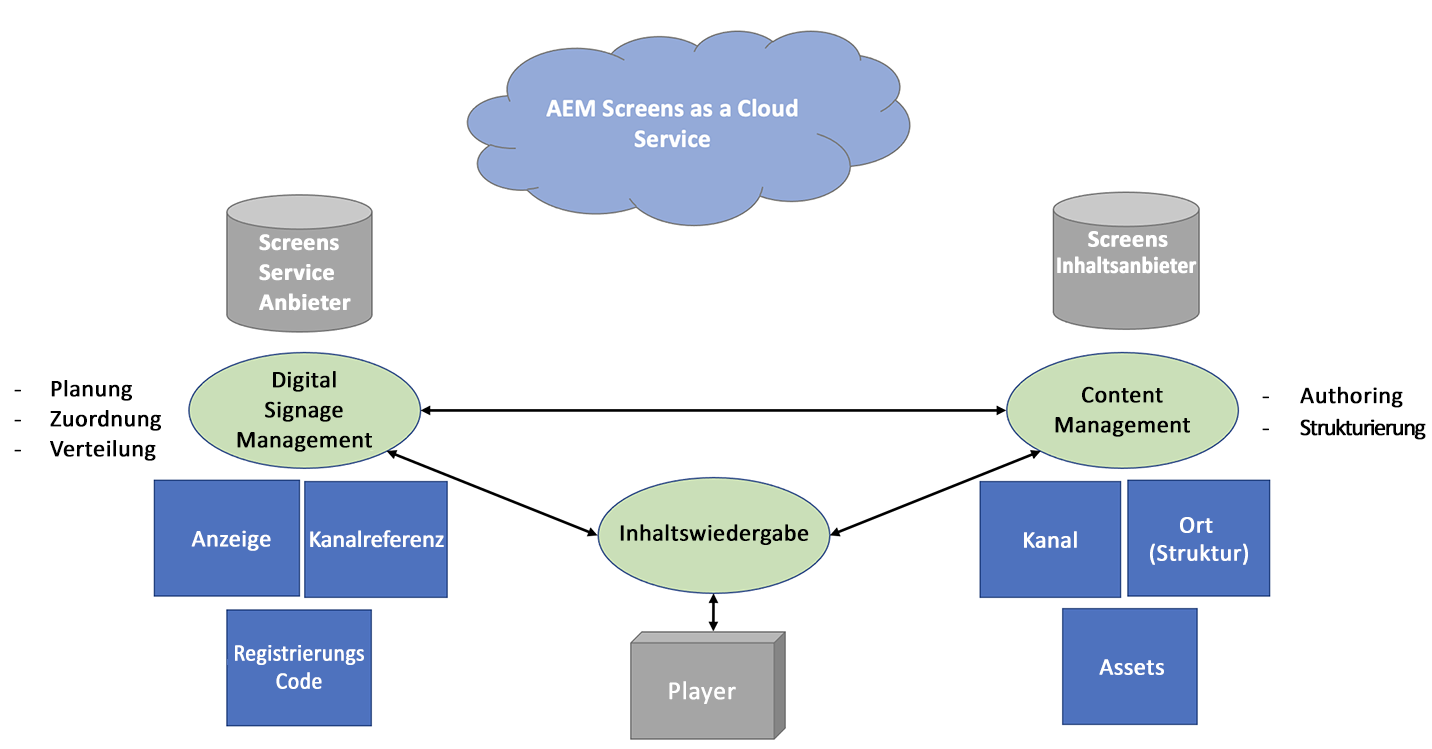 AEM Screens as a Cloud
Service
Screens
Service
Anbieter
Screens
Inhaltsanbieter
- Planung
- Zuordnung
- Verteilung
Digital
Signage
Management
Content
Management
- Authoring
- Strukturierung
Anzeige
Kanalreferenz
Registrierungs
Code
Inhaltswiedergabe
Player
Kanal
Ort
(Struktur)
Assets